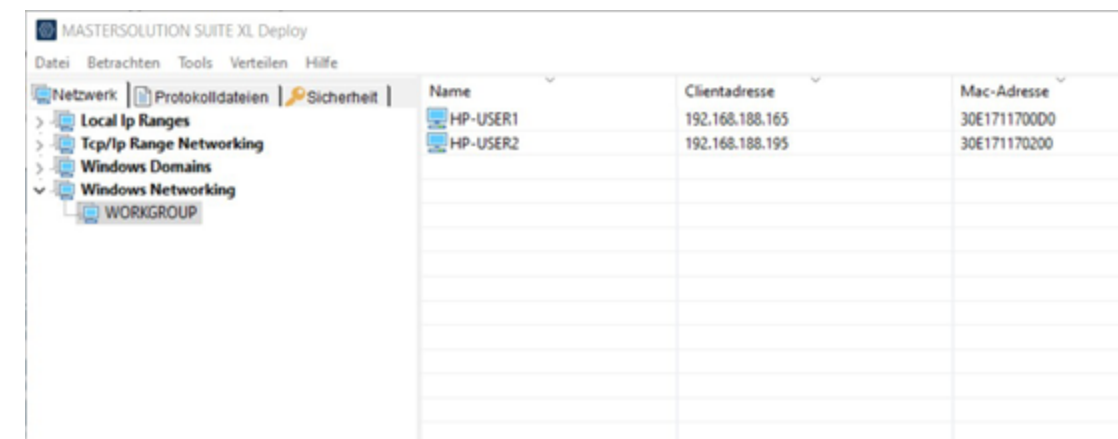 MASTERSOLUTION SUITE XL Deploy
Datei Betrachten Tools Verteilen Hilfe
Netzwerk Protokolldateien Sicherheit
Name Clientadresse Mac-Adresse
Local Ip Ranges
HP-USER1 192.168.188.165 30E1711700D0
Tcp/Ip Range Networking
HP-USER2 192.168.188.195 30E171170200
Windows Domains
Windows Networking
WORKGROUP